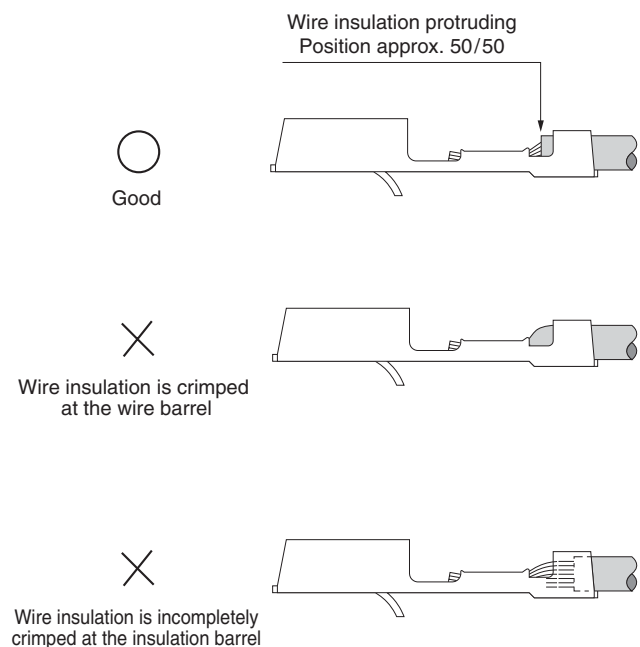 Wire insulation protruding
Position approx. 50/50
Good
Wire insulation is crimped
at the wire barrel
Wire insulation is incompletely
crimped at the insulation barrel